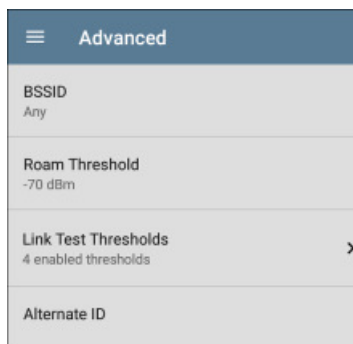 Advanced
BSSID
Any
Roam Threshold
-70 dBm
Link Test Thresholds
4 enabled thresholds
Alternate ID